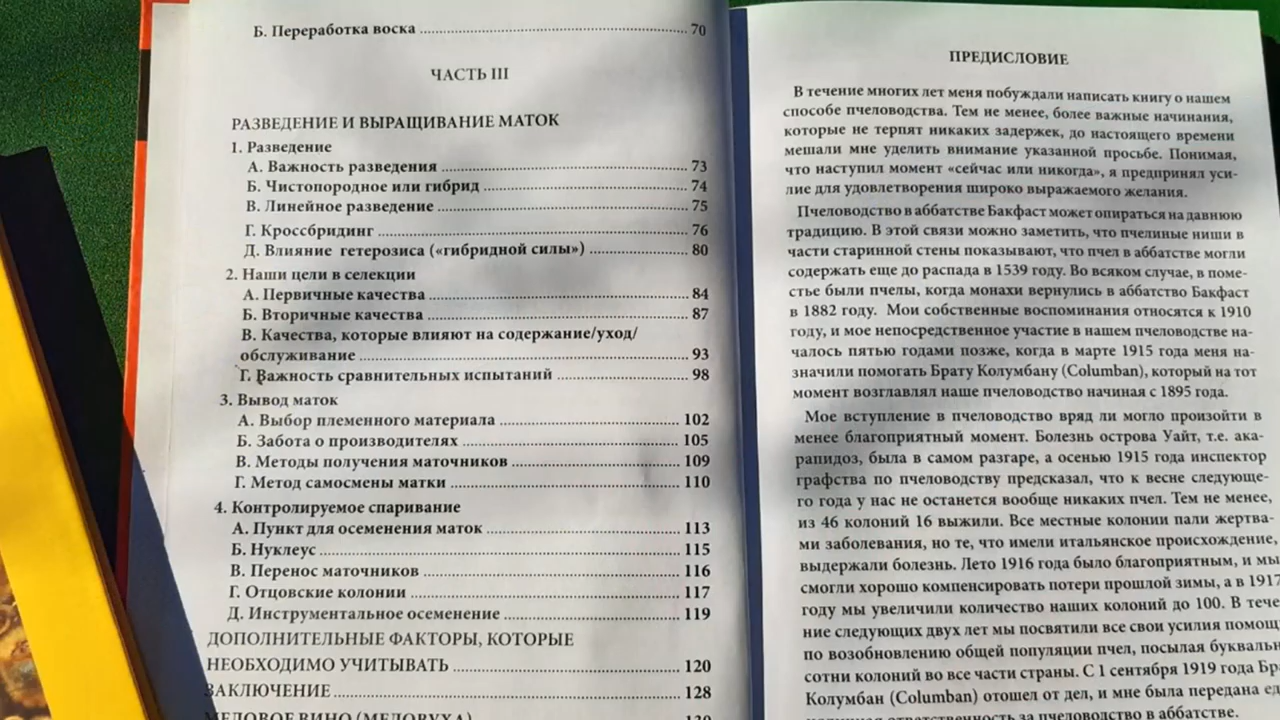 Б. Переработка воска ........ 70
ЧАСТЬ III
РАЗВЕДЕНИЕ И ВЫРАЩИВАНИЕ МАТОК
1. Разведение
А. Важность разведения ........ 73
Б. Чистопородное или гибрид ........ 74
В. Линейное разведение ........ 75
Г. Кроссбридинг ........ 76
Д. Влияние гетерозиса («гибридной силы») ........ 80
2. Наши цели в селекции
А. Первичные качества ........ 84
Б. Вторичные качества ........ 87
В. Качества, которые влияют на содержание/уход/
обслуживание ........ 93
Г. Важность сравнительных испытаний ........ 98
3. Вывод маток
А. Выбор племенного материала ........ 102
Б. Забота о производителях ........ 105
В. Методы получения маточников ........ 109
Г. Метод самосмены матки ........ 110
4. Контролируемое спаривание
А. Пункт для осеменения маток ........ 113
Б. Нуклеус ........ 115
В. Перенос маточников ........ 116
Г. Отцовские колонии ........ 117
Д. Инструментальное осеменение ........ 119
ДОПОЛНИТЕЛЬНЫЕ ФАКТОРЫ, КОТОРЫЕ
НЕОБХОДИМО УЧИТЫВАТЬ ........ 120
ЗАКЛЮЧЕНИЕ ........ 128
МЕДОВОЕ ВИНО (МЕДОВУХА) ........ 130
ПРЕДИСЛОВИЕ
В течение многих лет меня побуждали написать книгу о нашем
способе пчеловодства. Тем не менее, более важные начинания,
которые не терпят никаких задержек, до настоящего времени
мешали мне уделить внимание указанной просьбе. Понимая,
что наступил момент «сейчас или никогда», я предпринял уси-
лие для удовлетворения широко выражаемого желания.
Пчеловодство в аббатстве Бакфаст может опираться на давнюю
традицию. В этой связи можно заметить, что пчелиные ниши в
части старинной стены показывают, что пчел в аббатстве могли
содержать еще до распада в 1539 году. Во всяком случае, в поме-
стье были пчелы, когда монахи вернулись в аббатство Бакфаст
в 1882 году. Мои собственные воспоминания относятся к 1910
году, и мое непосредственное участие в нашем пчеловодстве на-
чалось пятью годами позже, когда в марте 1915 года меня на-
значили помогать Брату Колумбану (Columban), который на тот
момент возглавлял наше пчеловодство начиная с 1895 года.
Мое вступление в пчеловодство вряд ли могло произойти в
менее благоприятный момент. Болезнь острова Уайт, т.е. ака-
рапидоз, была в самом разгаре, а осенью 1915 года инспектор
графства по пчеловодству предсказал, что к весне следующе-
го года у нас не останется вообще никаких пчел. Тем не менее,
из 46 колоний 16 выжили. Все местные колонии пали жертва-
ми заболевания, но те, что имели итальянское происхождение,
выдержали болезнь. Лето 1916 года было благоприятным, и мы
смогли хорошо компенсировать потери прошлой зимы, а в 1917
году мы увеличили количество наших колоний до 100. В тече
ние следующих двух лет мы посвятили все свои усилия помощ
по возобновлению общей популяции пчел, посылая буквальн
сотни колоний во все части страны. С 1 сентября 1919 года Бр
Колумбан (Columban) отошел от дел, и мне была передана ед
ответственность за пчеловодство в аббатстве.